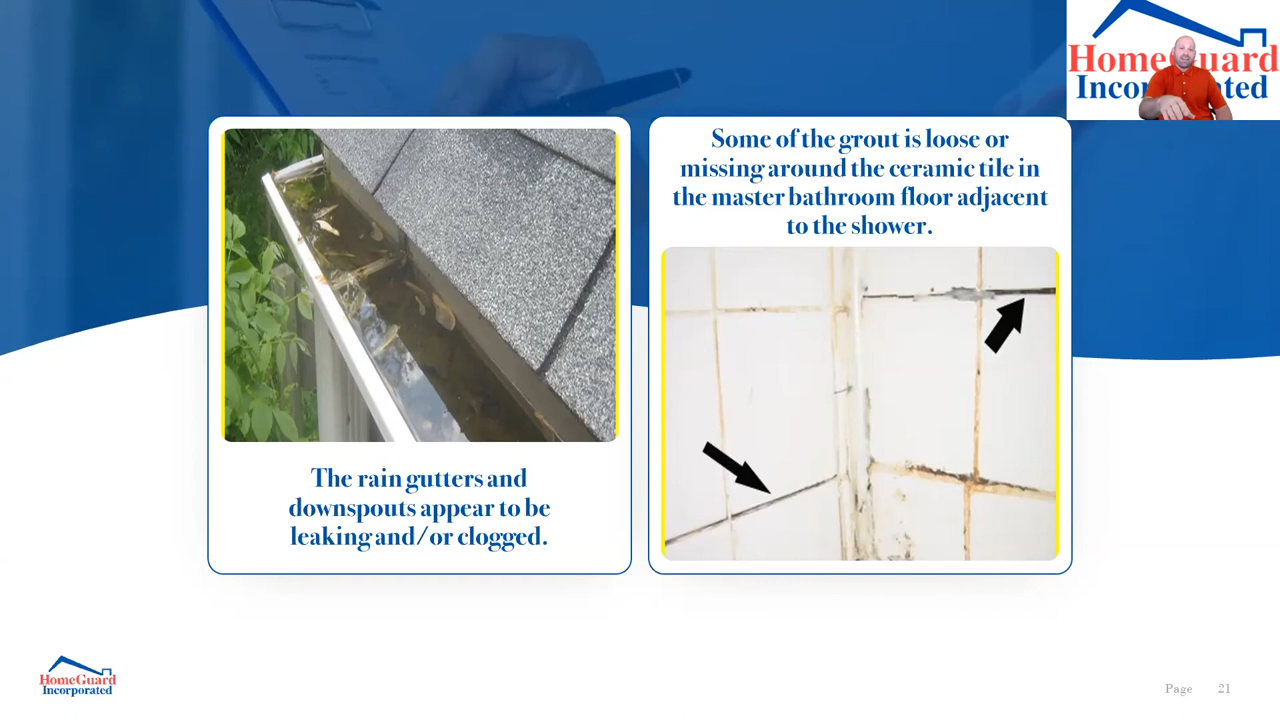 HomeGuard
Incorporated
Some of the grout is loose or
missing around the ceramic tile in
the master bathroom floor adjacent
to the shower.
The rain gutters and
downspouts appear to be
leaking and/or clogged.
HomeGuard
Incorporated
Page 21